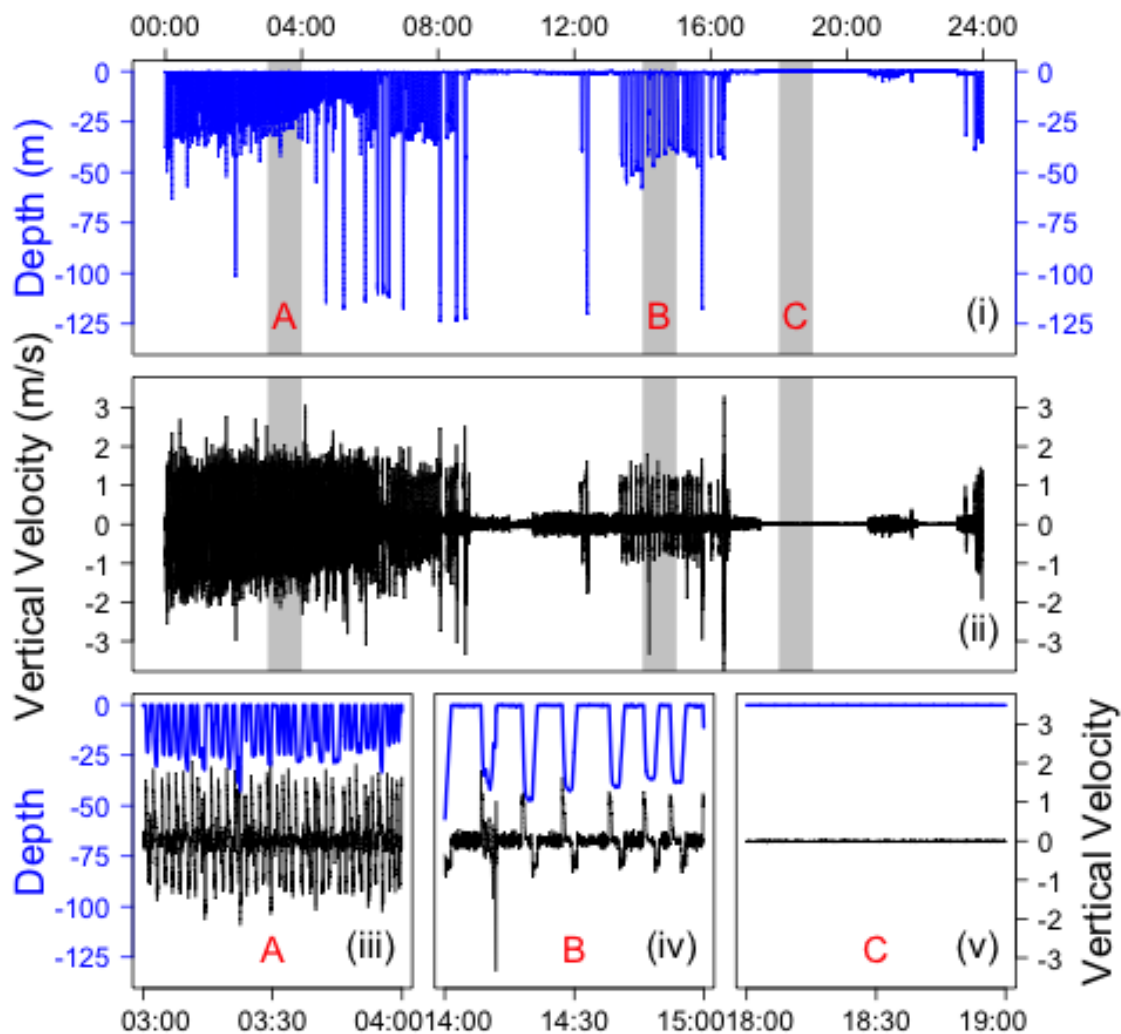 00:00 04:00 08:00 12:00 16:00 20:00 24:00
Depth (m)
0 -25 -50 -75 -100 -125
A B C (i)
0 -25 -50 -75 -100 -125
Vertical Velocity (m/s)
3 2 1 0 -1 -2 -3
(ii)
3 2 1 0 -1 -2 -3
Depth
0 -25 -50 -75 -100 -125
A (iii)
B (iv)
C (v)
3 2 1 0 -1 -2 -3
Vertical Velocity
03:00 03:30 04:00 14:00 14:30 15:00 18:00 18:30 19:00